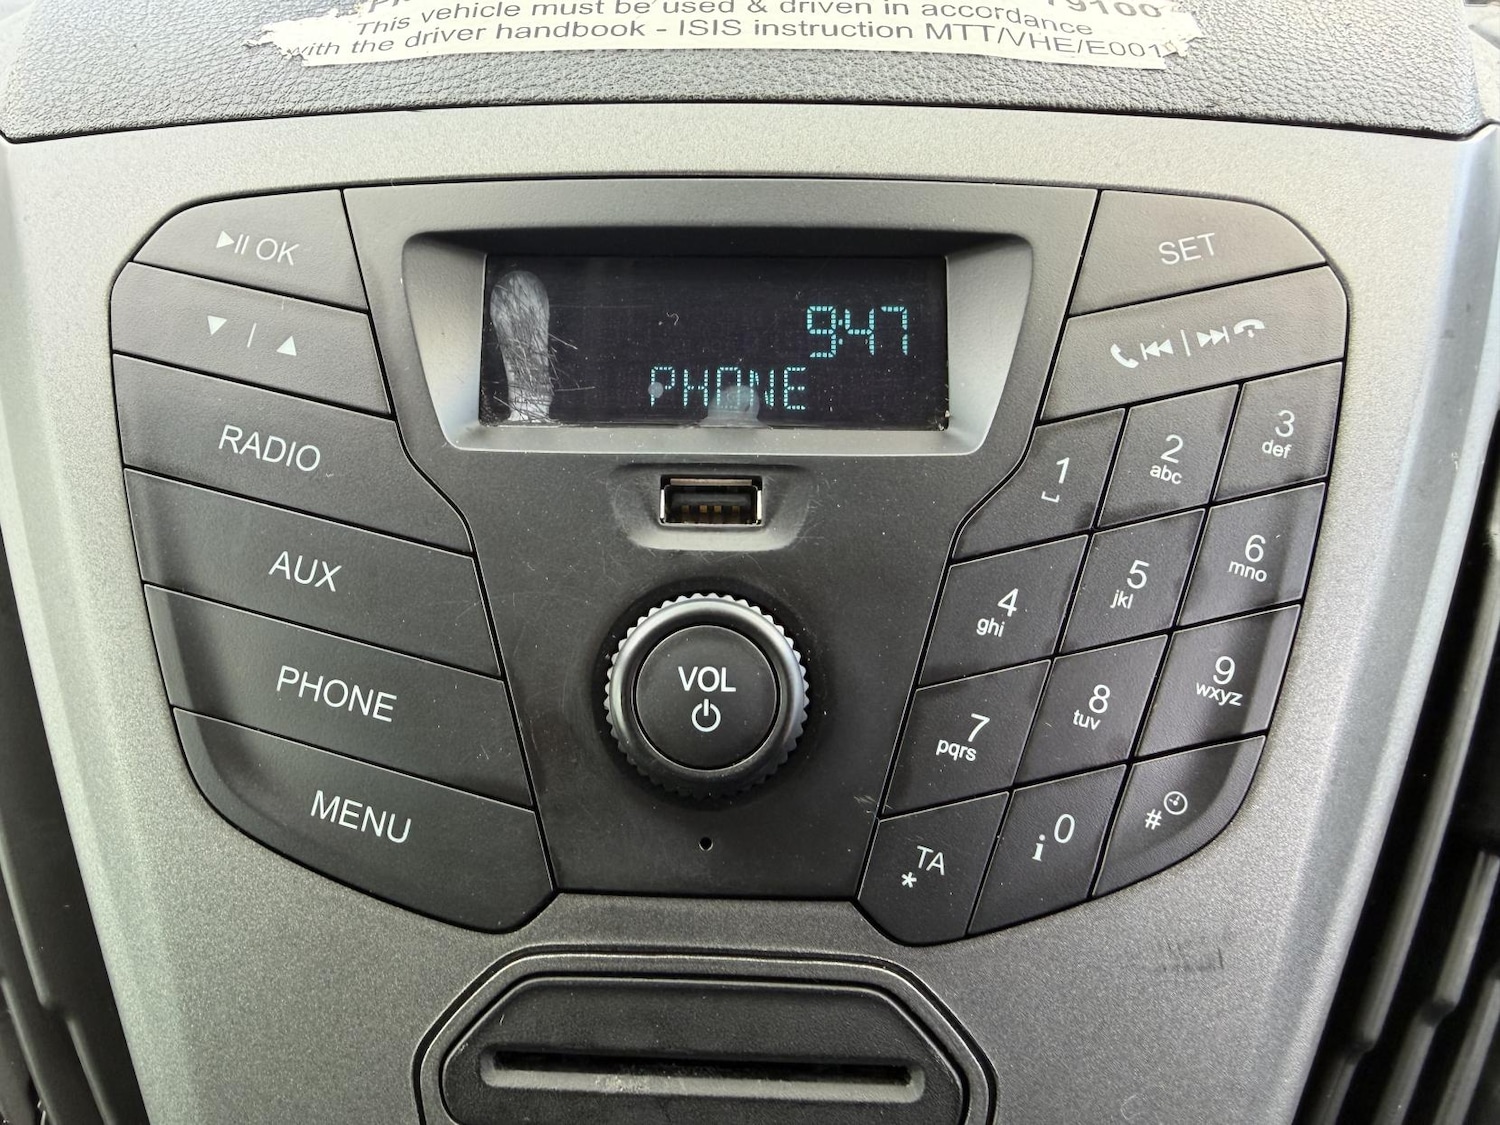 This vehicle must be used & driven in accordance
with the driver handbook - ISIS instruction MTT/VHE/E001
OK
SET
9:47
PHONE
RADIO
AUX
PHONE
MENU
VOL
1
2
abc
3
def
4
ghi
5
jkl
6
mno
7
pqrs
8
tuv
9
wxyz
TA
*
i 0
#